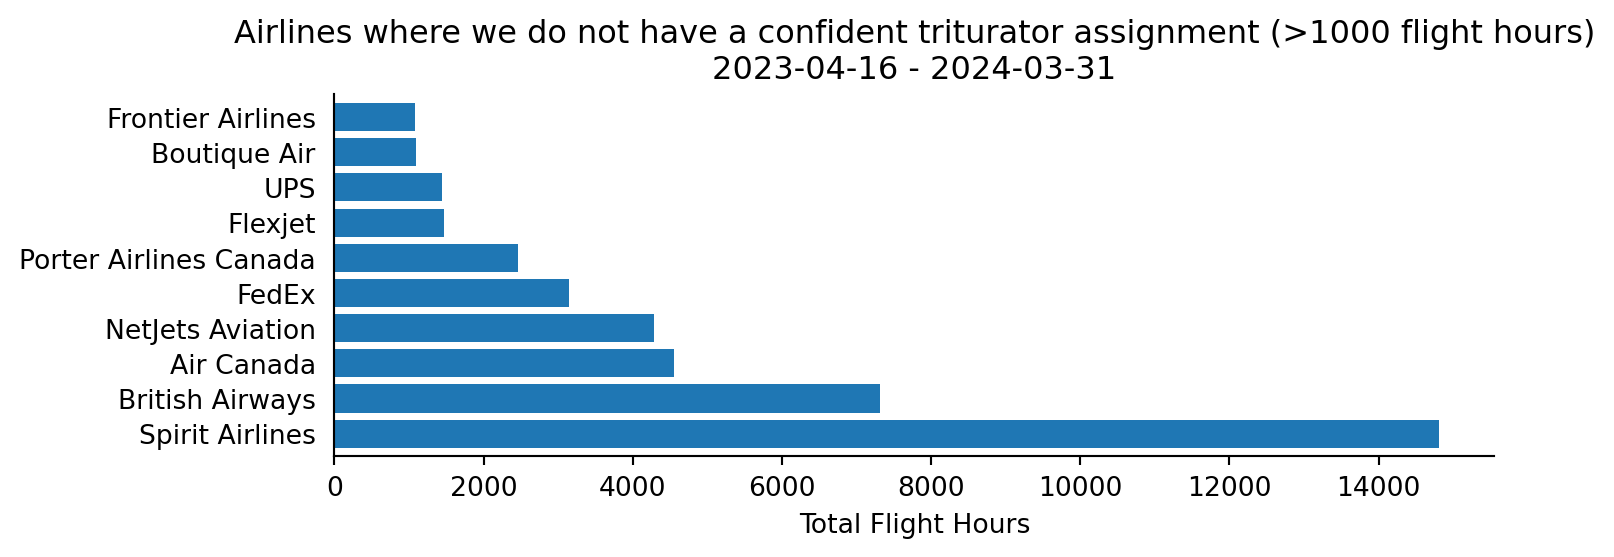 Airlines where we do not have a confident triturator assignment (>1000 flight hours)
2023-04-16 - 2024-03-31
Frontier Airlines
Boutique Air
UPS
Flexjet
Porter Airlines Canada
FedEx
NetJets Aviation
Air Canada
British Airways
Spirit Airlines
0 2000 4000 6000 8000 10000 12000 14000
Total Flight Hours